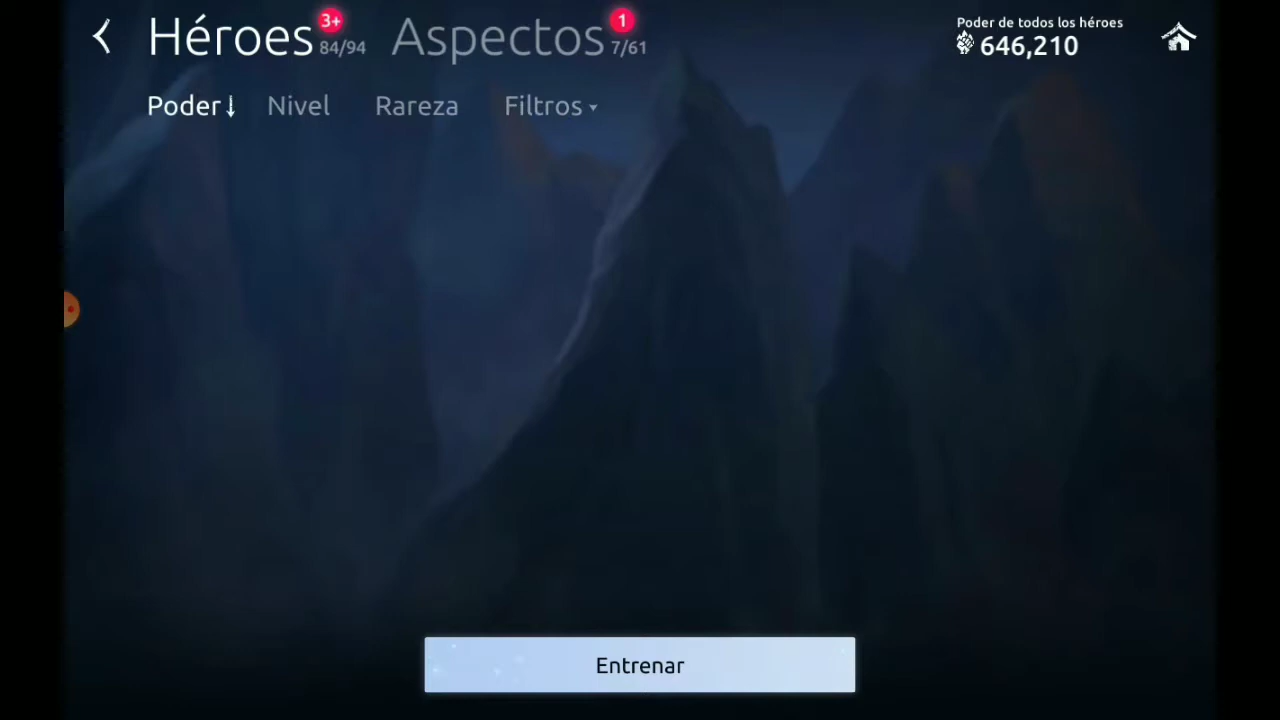 Héroes 3+ 84/94 Aspectos 1 7/61
Poder de todos los héroes
646,210
Poder Nivel Rareza Filtros
Entrenar